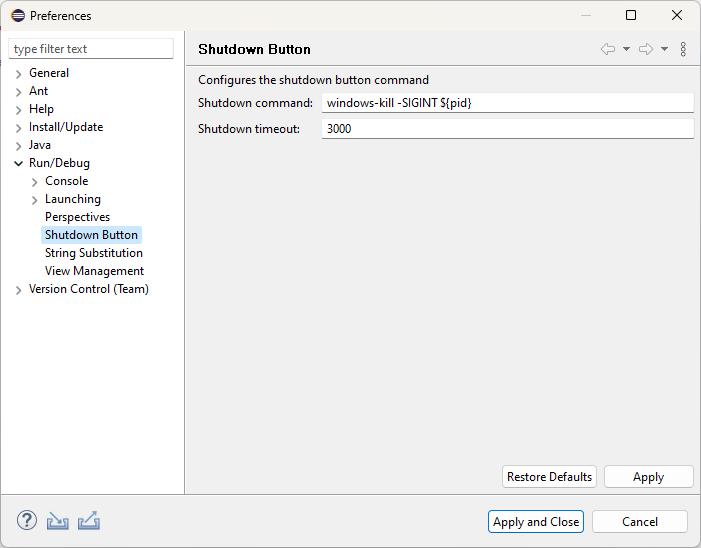 Preferences
type filter text
General
Ant
Help
Install/Update
Java
Run/Debug
Console
Launching
Perspectives
Shutdown Button
String Substitution
View Management
Version Control (Team)
Shutdown Button
Configures the shutdown button command
Shutdown command: windows-kill -SIGINT ${pid}
Shutdown timeout: 3000
Restore Defaults Apply
? Apply and Close Cancel